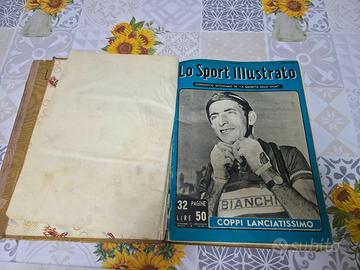 Lo Sport Illustrato
SUPPLEMENTO SETTIMANALE DE "LA GAZZETTA DELLO SPORT"
BIANCHI
32 PAGINE
LIRE 50
COPPI LANCIATISSIMO
subito